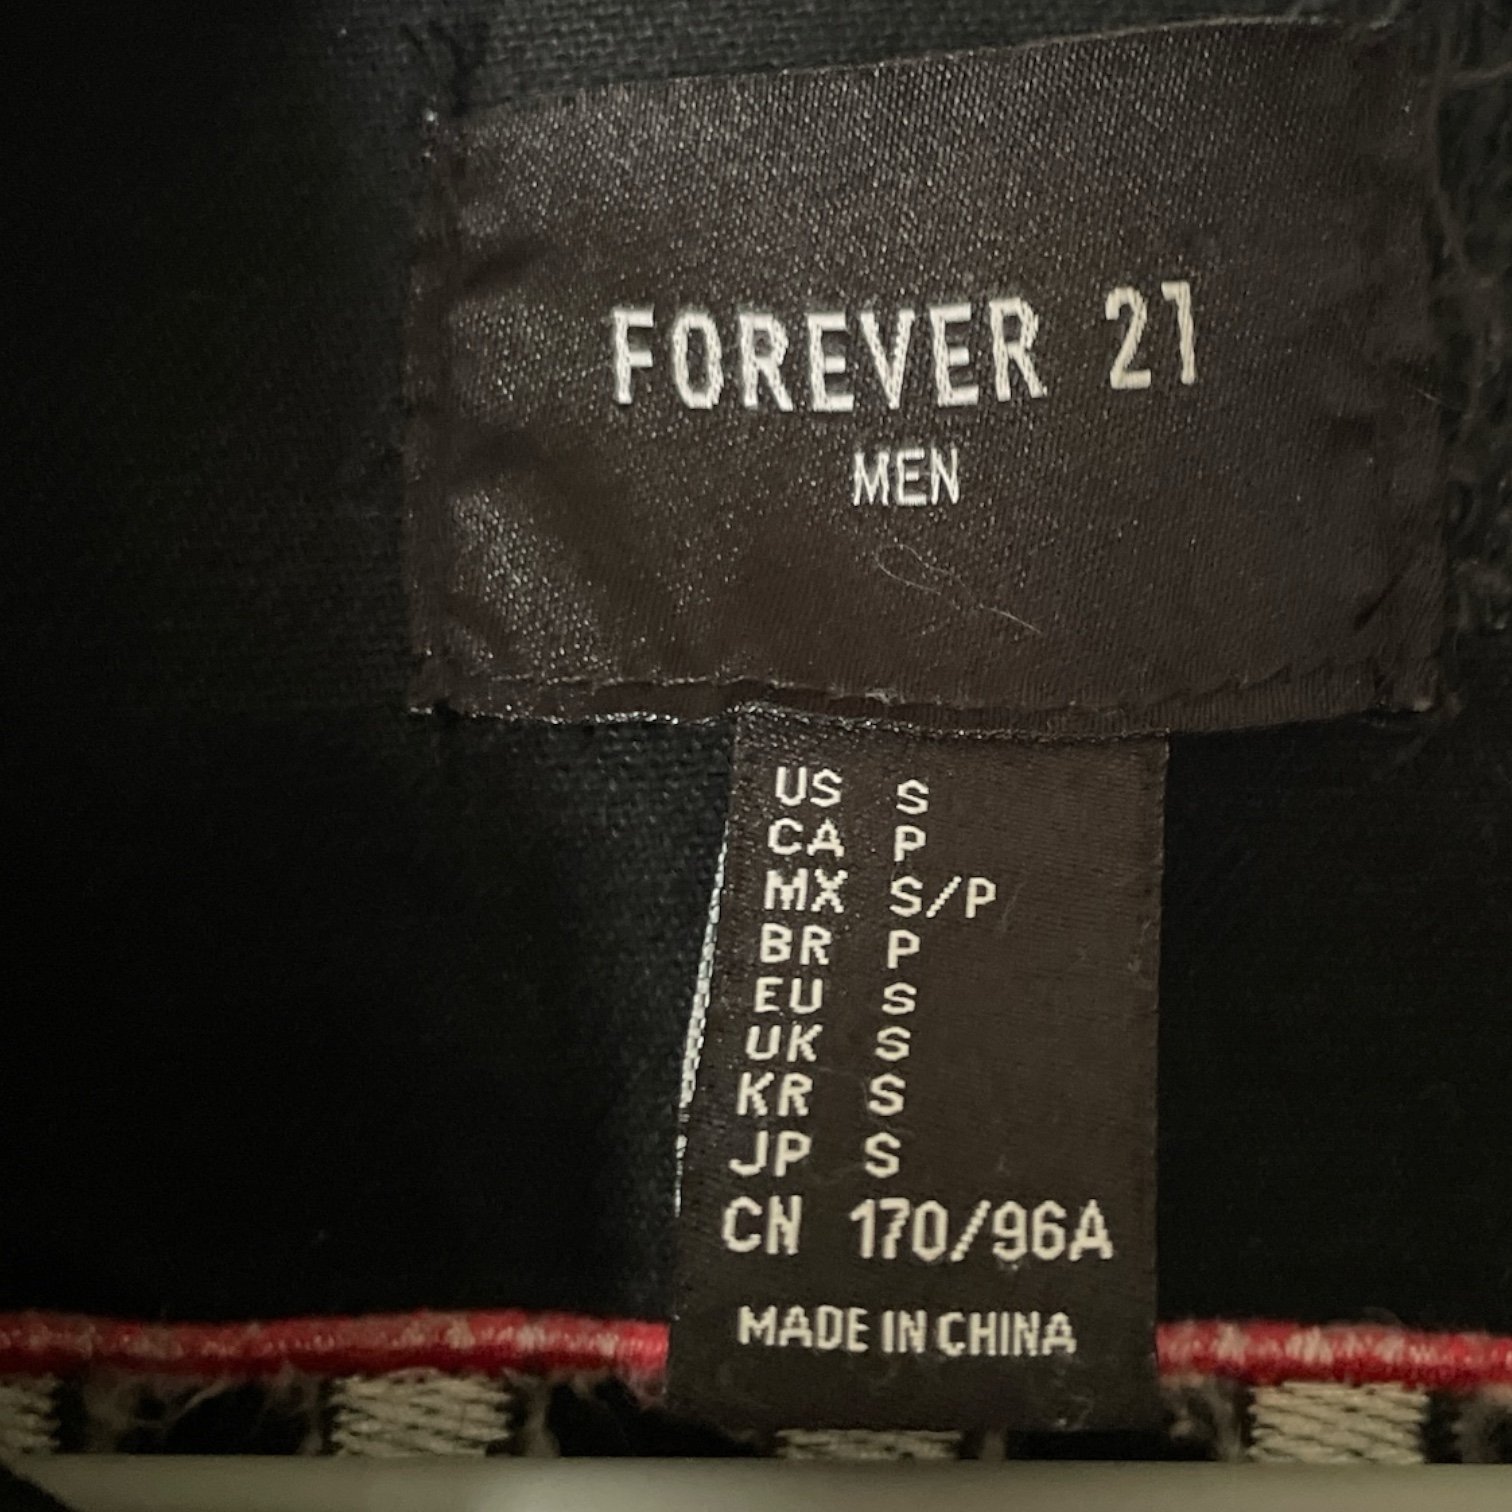 FOREVER 21
MEN
US S
CA P
MX S/P
BR P
EU S
UK S
KR S
JP S
CN 170/96A
MADE IN CHINA